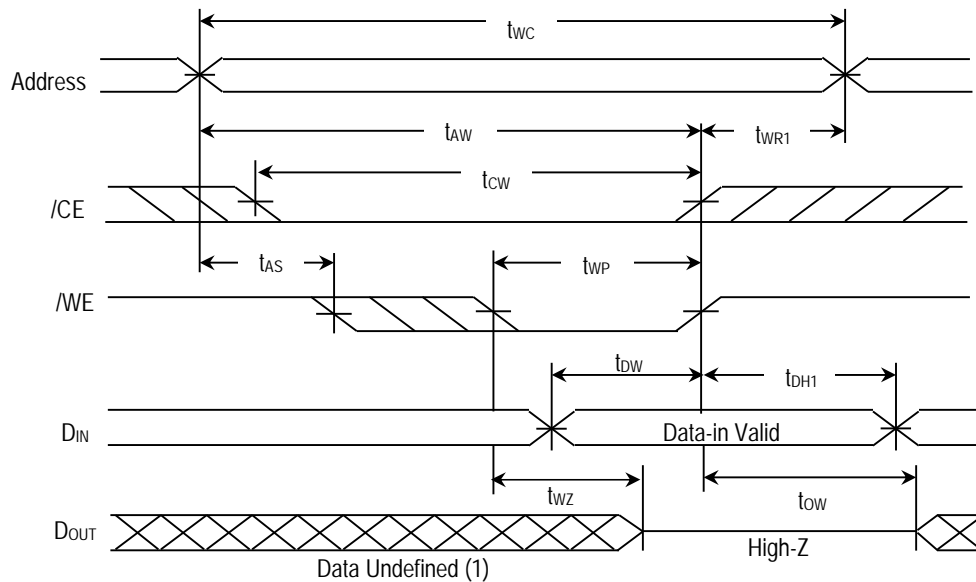 tWC
Address
tAW
tWR1
tCW
/CE
tAS
tWP
/WE
tDW
tDH1
DIN
Data-in Valid
tWZ
tOW
DOUT
High-Z
Data Undefined (1)